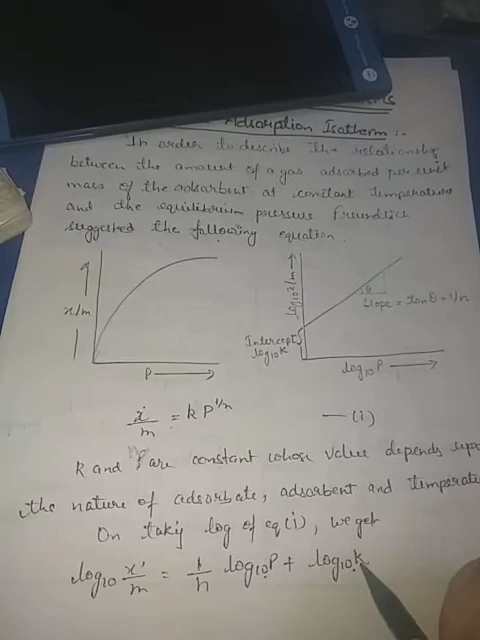 Adsorption Isotherm :-
In order to describe the relationship
between the amount of a gas adsorbed per unit
mass of the adsorbent at constant temperature
and the equilibrium pressure Freundlich
suggested the following equation.
x/m
P
log10 x/m
Slope = tan θ = 1/n
Intercept
log10 K
log10 P
x/m = k P^1/n —(i)
K and n are constant whose value depends upon
the nature of adsorbate, adsorbent and temperature
On takig log of eq(i), we get
log10 x/m = 1/n log10 P + log10 K